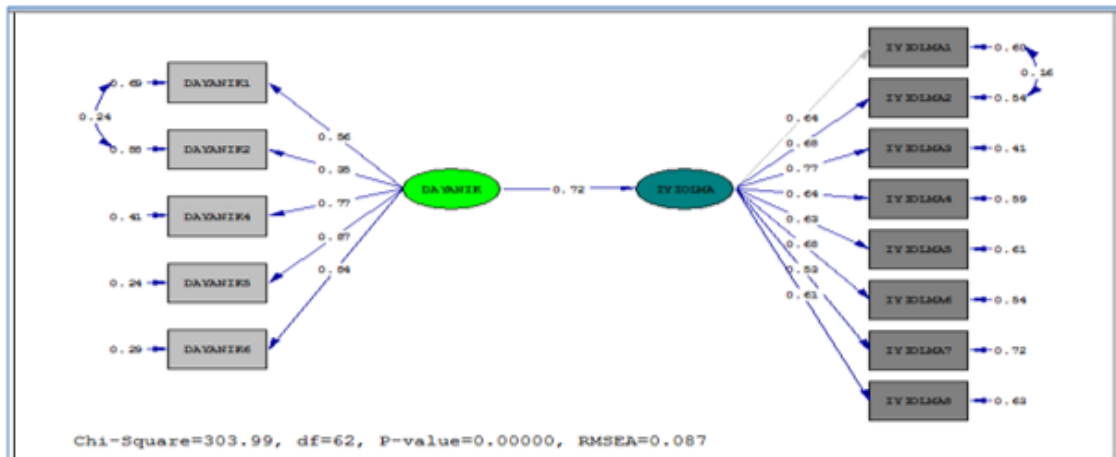 IYIOLMA1
0.60
0.16
0.69
DAYANIK1
IYIOLMA2
0.54
0.24
0.56
0.64
0.68
IYIOLMA3
0.41
0.88
DAYANIK2
0.35
0.77
DAYANIK
0.72
IYIOLMA
0.64
IYIOLMA4
0.59
0.41
DAYANIK4
0.77
0.63
IYIOLMA5
0.61
0.87
0.68
0.24
DAYANIK5
0.84
0.53
0.61
IYIOLMA6
0.54
0.29
DAYANIK6
IYIOLMA7
0.72
IYIOLMA8
0.63
Chi-Square=303.99, df=62, P-value=0.00000, RMSEA=0.087